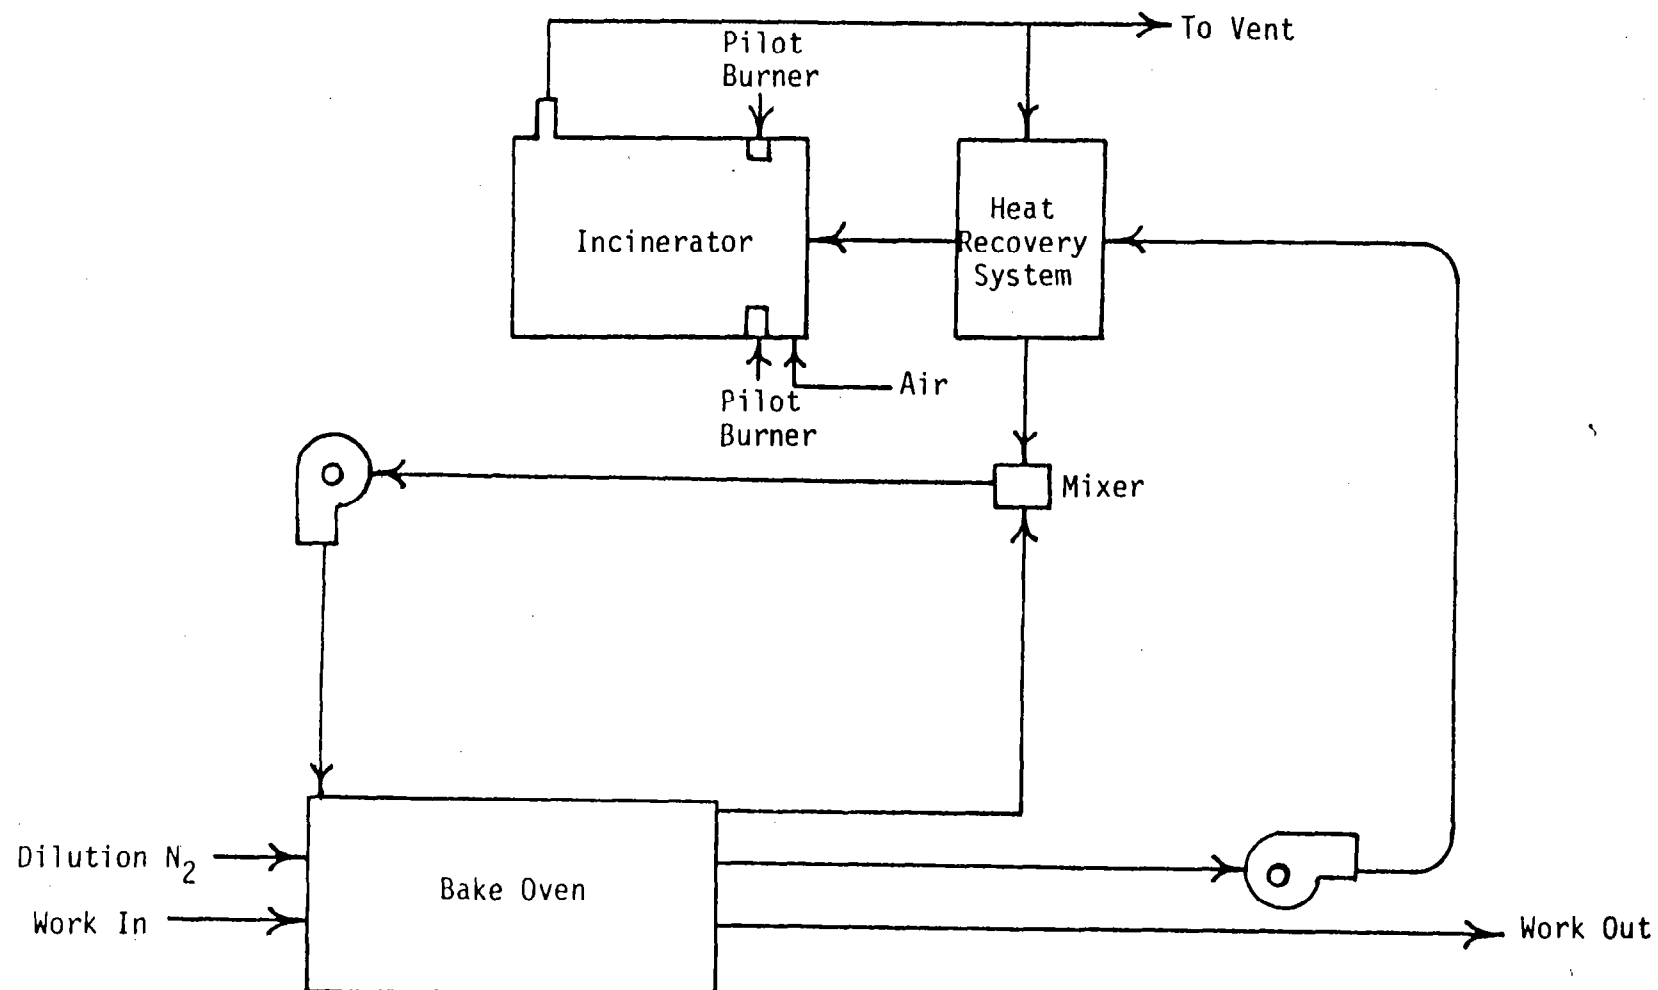 To Vent
Pilot
Burner
Heat
Recovery
System
Incinerator
Air
Pilot
Burner
Mixer
Dilution N₂
Bake Oven
Work In
Work Out